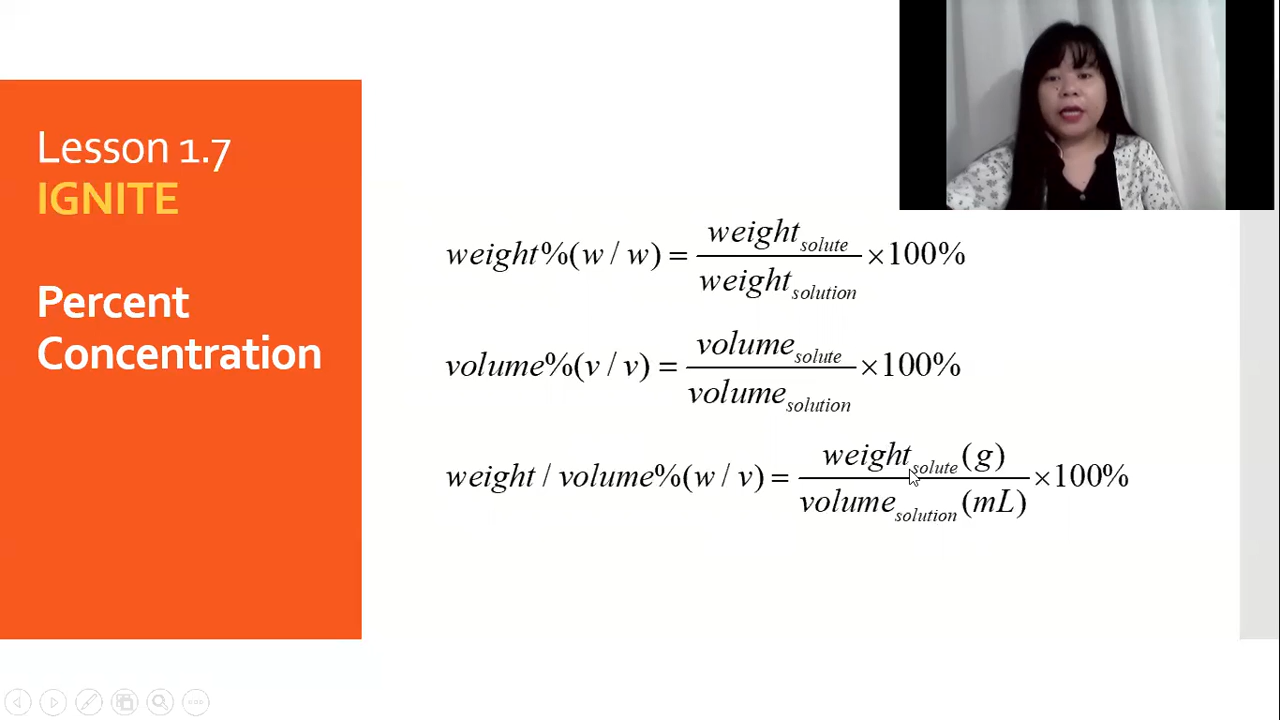 Lesson 1.7
IGNITE
Percent
Concentration
weight%(w / w) = weight_solute / weight_solution ×100%
volume%(v / v) = volume_solute / volume_solution ×100%
weight / volume%(w / v) = weight_solute (g) / volume_solution (mL) ×100%